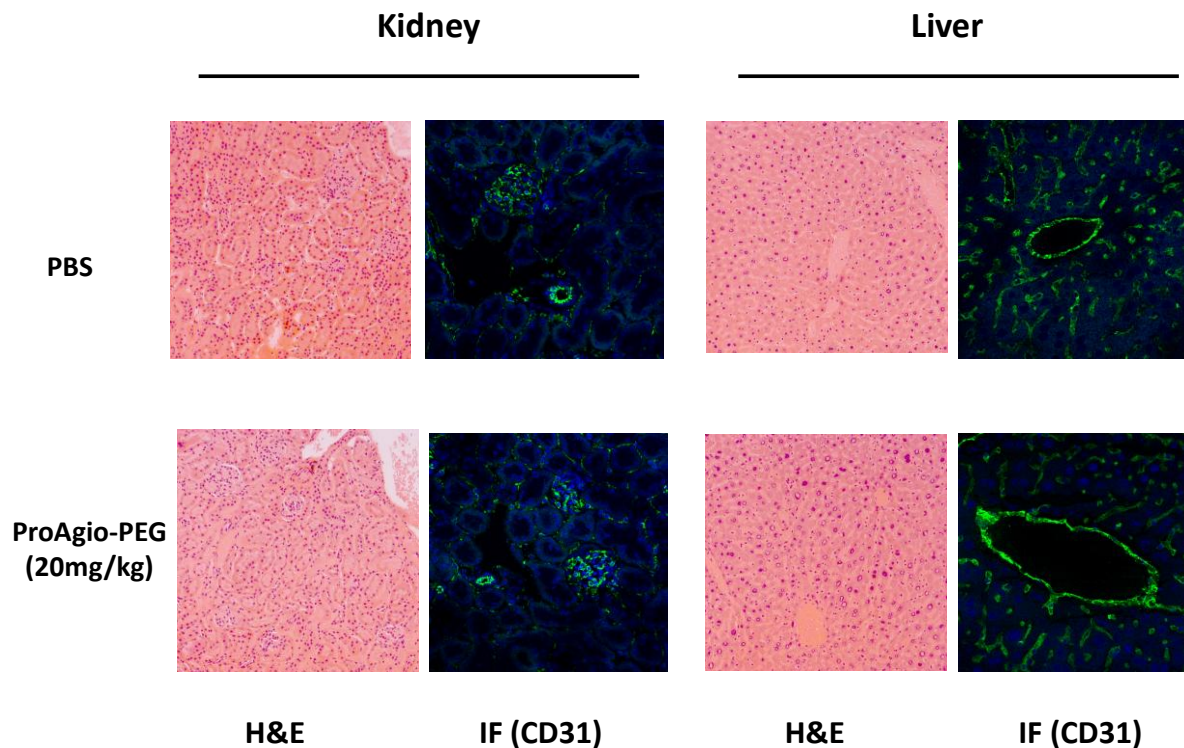 Kidney
Liver
PBS
ProAgio-PEG
(20mg/kg)
H&E
IF (CD31)
H&E
IF (CD31)